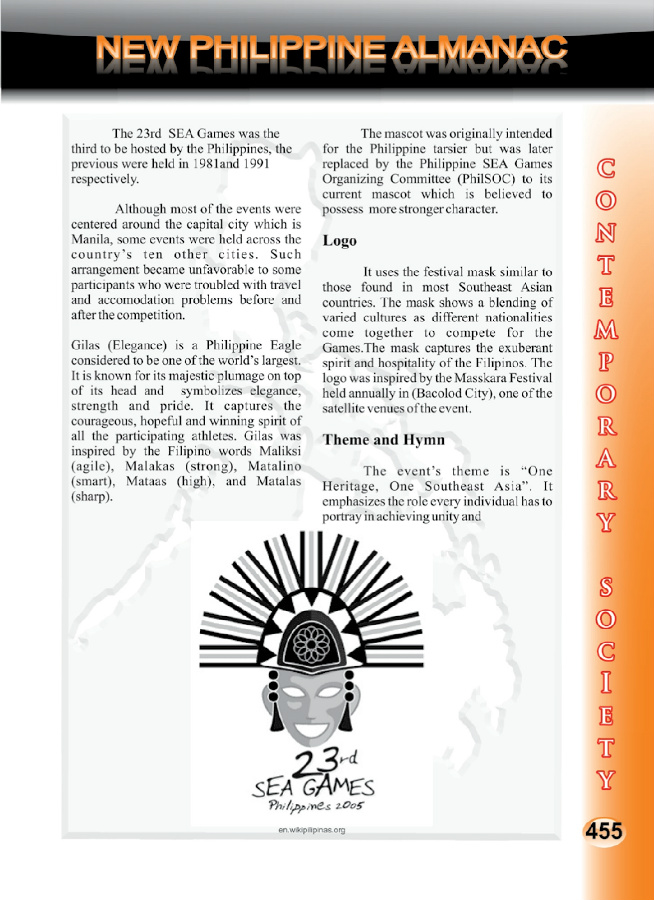 NEW PHILIPPINE ALMANAC
The 23rd SEA Games was the
third to be hosted by the Philippines, the
previous were held in 1981and 1991
respectively.
Although most of the events were
centered around the capital city which is
Manila, some events were held across the
country's ten other cities. Such
arrangement became unfavorable to some
participants who were troubled with travel
and accomodation problems before and
after the competition.
Gilas (Elegance) is a Philippine Eagle
considered to be one of the world's largest.
It is known for its majestic plumage on top
of its head and symbolizes elegance,
strength and pride. It captures the
courageous, hopeful and winning spirit of
all the participating athletes. Gilas was
inspired by the Filipino words Maliksi
(agile), Malakas (strong), Matalino
(smart), Mataas (high), and Matalas
(sharp).
The mascot was originally intended
for the Philippine tarsier but was later
replaced by the Philippine SEA Games
Organizing Committee (PhilSOC) to its
current mascot which is believed to
possess more stronger character.
Logo
It uses the festival mask similar to
those found in most Southeast Asian
countries. The mask shows a blending of
varied cultures as different nationalities
come together to compete for the
Games.The mask captures the exuberant
spirit and hospitality of the Filipinos. The
logo was inspired by the Masskara Festival
held annually in (Bacolod City), one of the
satellite venues of the event.
Theme and Hymn
The event's theme is "One
Heritage, One Southeast Asia". It
emphasizes the role every individual has to
portray in achieving unity and
23rd
SEA GAMES
Philippines 2005
en.wikipilipinas.org
CONTEMPORARY SOCIETY
455